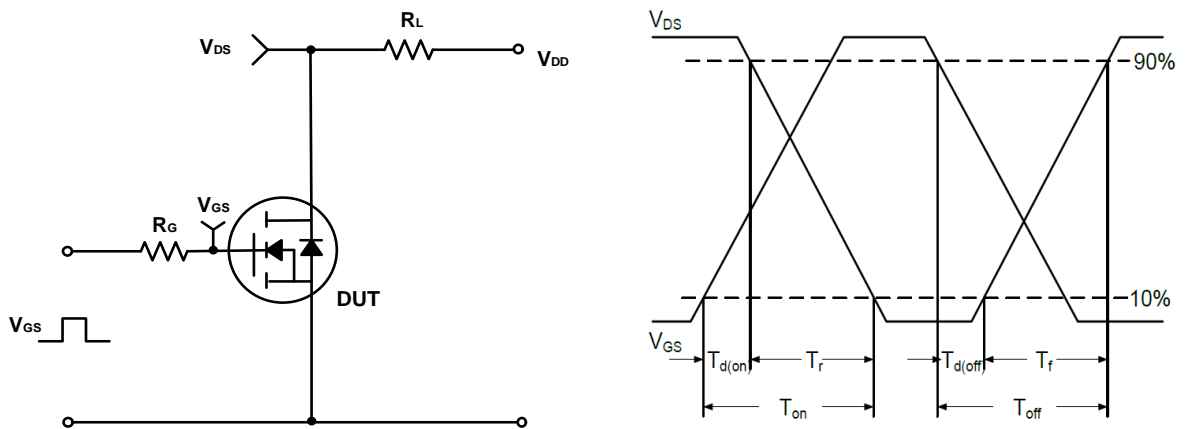 RL
VDS
VDD
VGS
RG
DUT
VGS
VDS
90%
10%
VGS
Td(on)
Tr
Td(off)
Tf
Ton
Toff